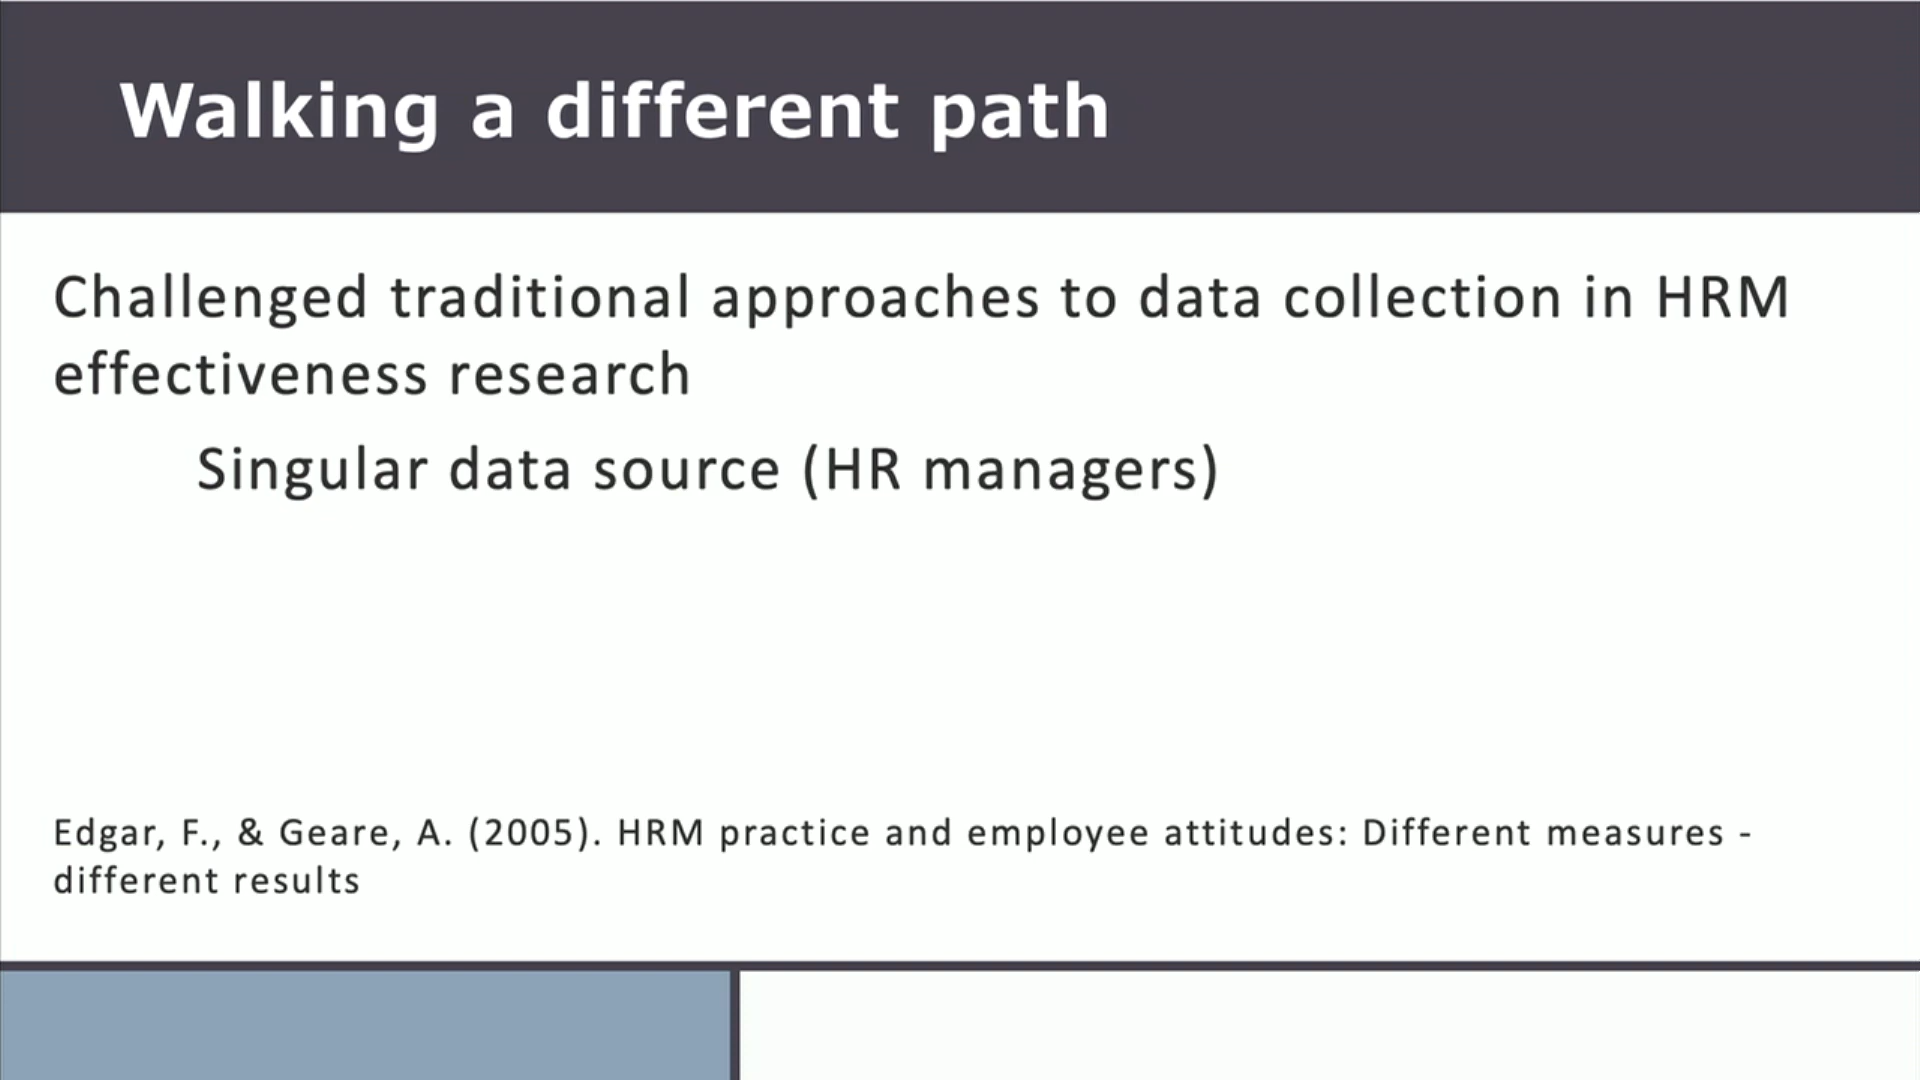 Walking a different path
Challenged traditional approaches to data collection in HRM
effectiveness research
Singular data source (HR managers)
Edgar, F., & Geare, A. (2005). HRM practice and employee attitudes: Different measures -
different results